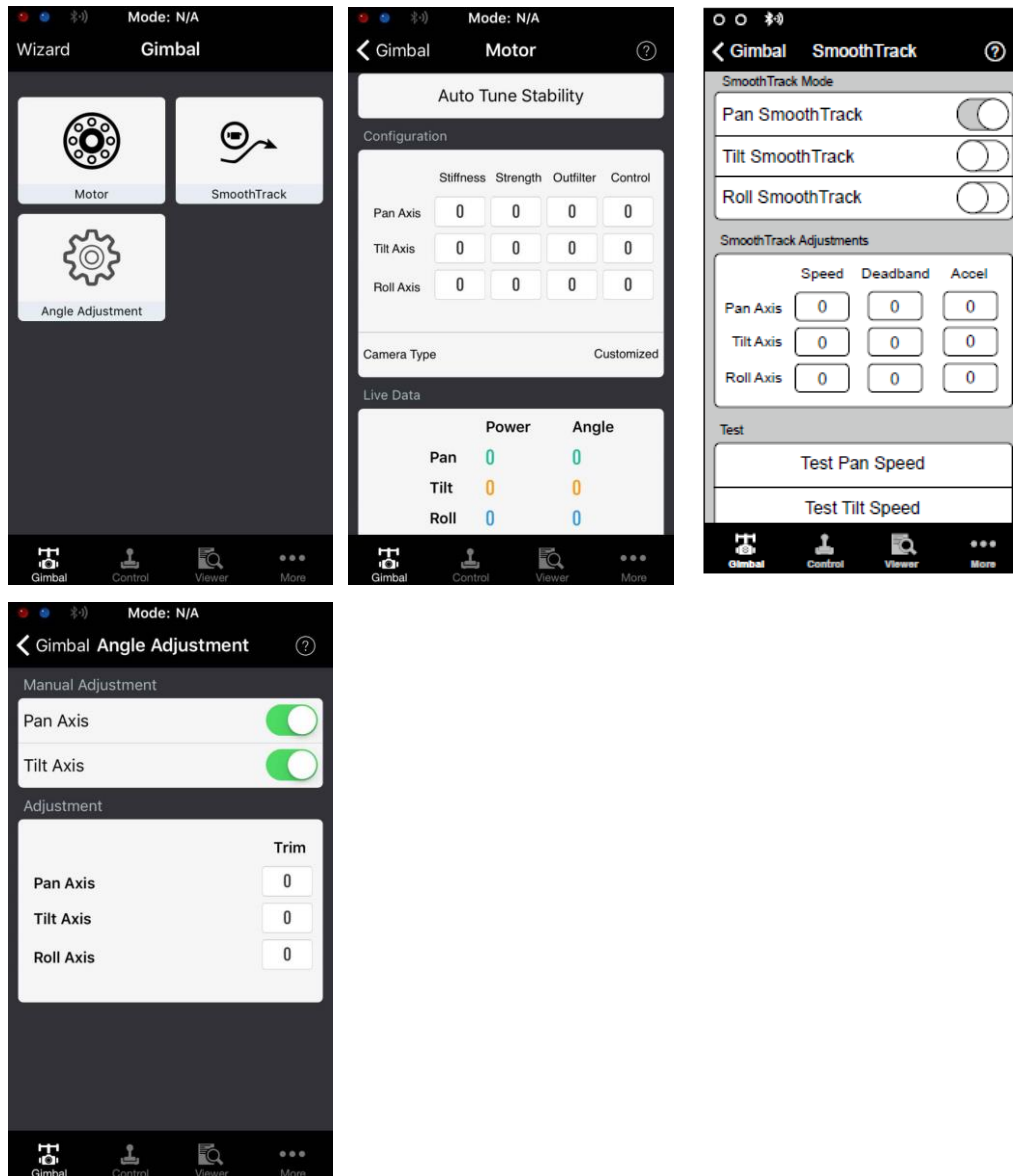 Mode: N/A
Wizard Gimbal
Motor SmoothTrack
Angle Adjustment
Gimbal Control Viewer More
Mode: N/A
Gimbal Motor ?
Auto Tune Stability
Configuration
Stiffness Strength Outfilter Control
Pan Axis 0 0 0 0
Tilt Axis 0 0 0 0
Roll Axis 0 0 0 0
Camera Type Customized
Live Data
Power Angle
Pan 0 0
Tilt 0 0
Roll 0 0
Gimbal Control Viewer More
Gimbal SmoothTrack ?
SmoothTrack Mode
Pan SmoothTrack
Tilt SmoothTrack
Roll SmoothTrack
SmoothTrack Adjustments
Speed Deadband Accel
Pan Axis 0 0 0
Tilt Axis 0 0 0
Roll Axis 0 0 0
Test
Test Pan Speed
Test Tilt Speed
Gimbal Control Viewer More
Mode: N/A
Gimbal Angle Adjustment ?
Manual Adjustment
Pan Axis
Tilt Axis
Adjustment
Trim
Pan Axis 0
Tilt Axis 0
Roll Axis 0
Gimbal Control Viewer More